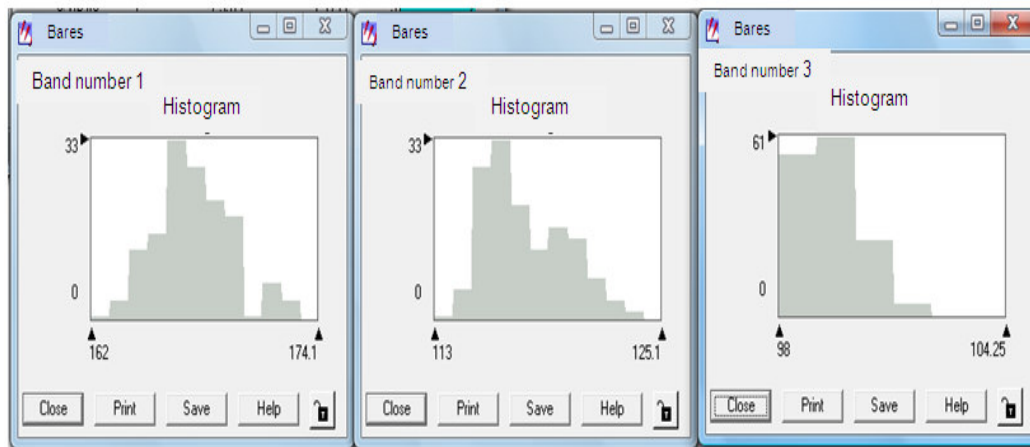 Bares
Band number 1
Histogram
33
0
162
174.1
Close
Print
Save
Help
Bares
Band number 2
Histogram
33
0
113
125.1
Close
Print
Save
Help
Bares
Band number 3
Histogram
61
0
98
104.25
Close
Print
Save
Help